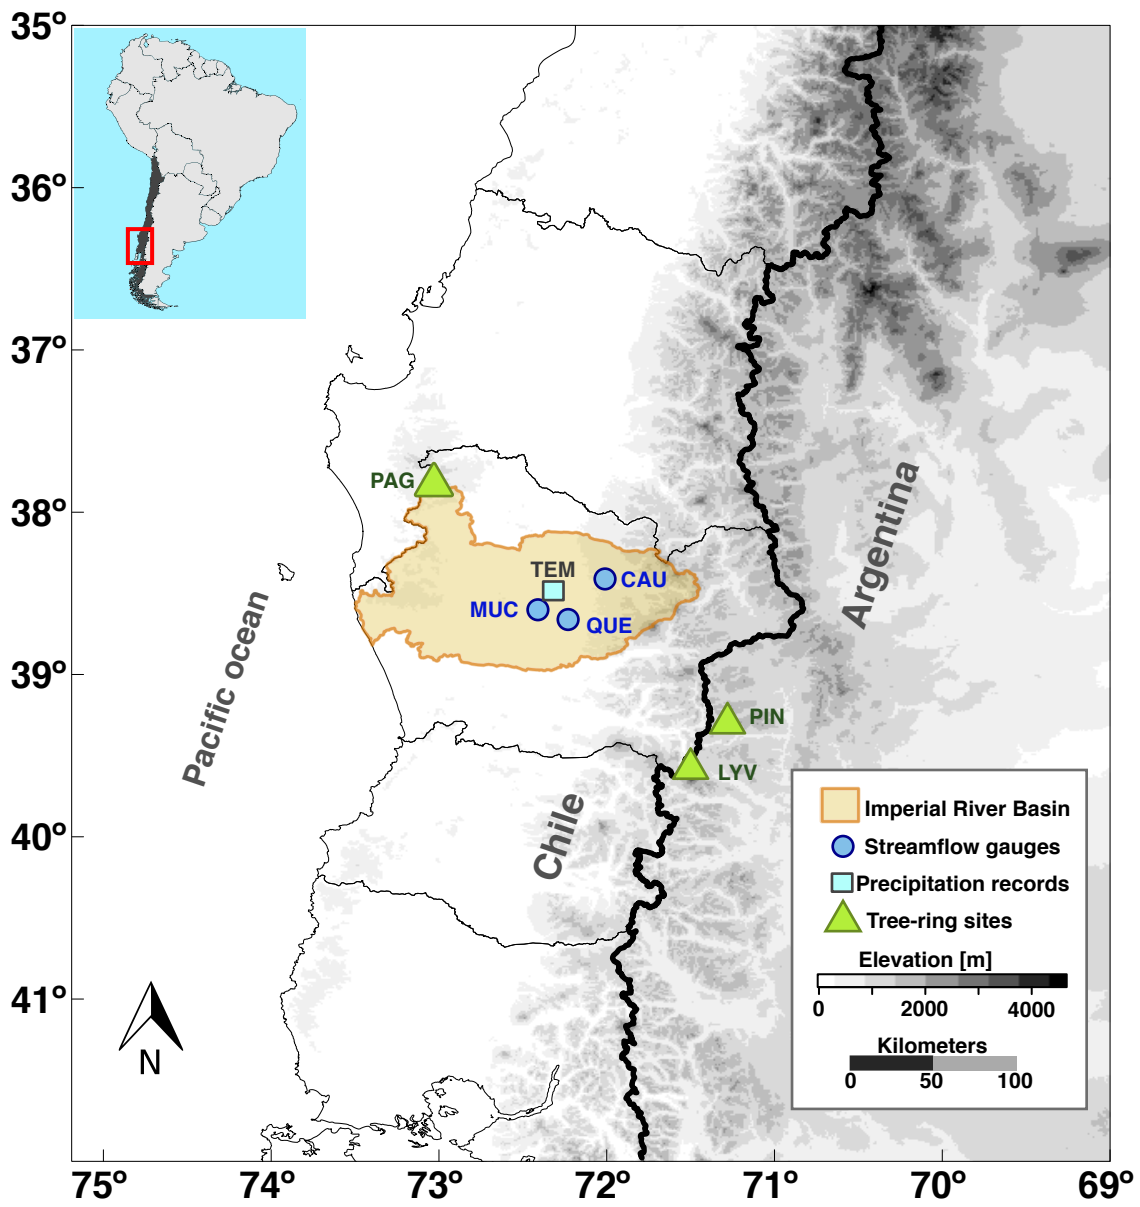 35º
36º
37º
38º
39º
40º
41º
PAG
TEM
CAU
MUC
QUE
PIN
LYV
Pacific ocean
Argentina
Chile
N
Imperial River Basin
Streamflow gauges
Precipitation records
Tree-ring sites
Elevation [m]
0 2000 4000
Kilometers
0 50 100
75º 74º 73º 72º 71º 70º 69º